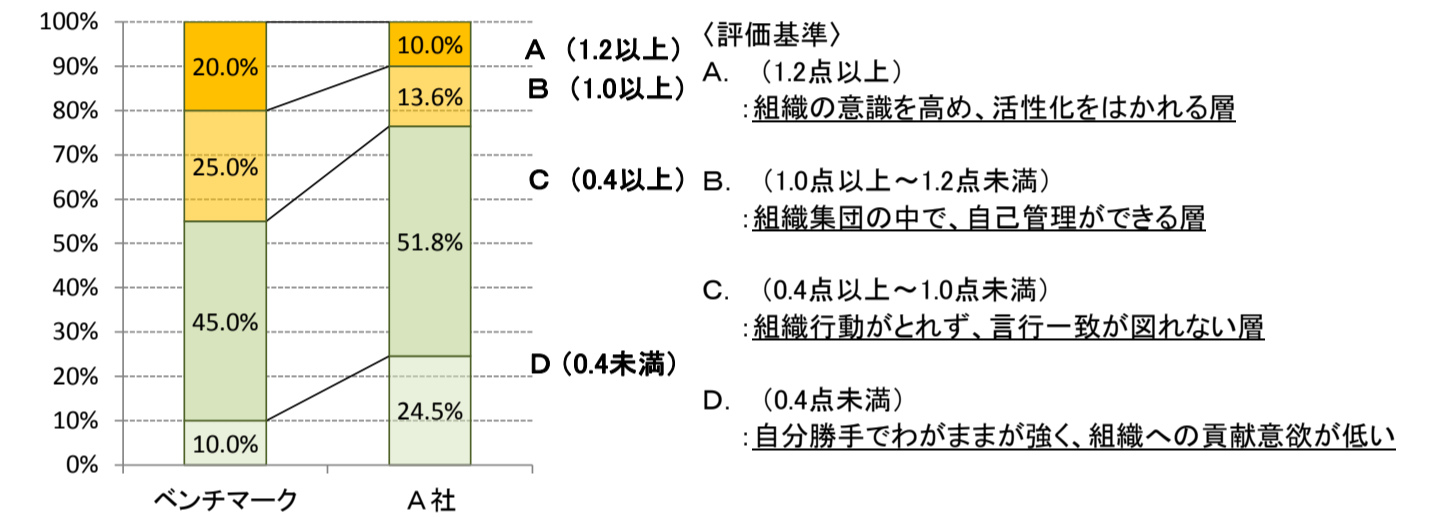 100%
90%
80%
70%
60%
50%
40%
30%
20%
10%
0%
20.0%
25.0%
45.0%
10.0%
10.0%
13.6%
51.8%
24.5%
ベンチマーク
A社
A（1.2以上）
B（1.0以上）
C（0.4以上）
D（0.4未満）
〈評価基準〉
A.　（1.2点以上）
：組織の意識を高め、活性化をはかれる層
B.　（1.0点以上～1.2点未満）
：組織集団の中で、自己管理ができる層
C.　（0.4点以上～1.0点未満）
：組織行動がとれず、言行一致が図れない層
D.　（0.4点未満）
：自分勝手でわがままが強く、組織への貢献意欲が低い